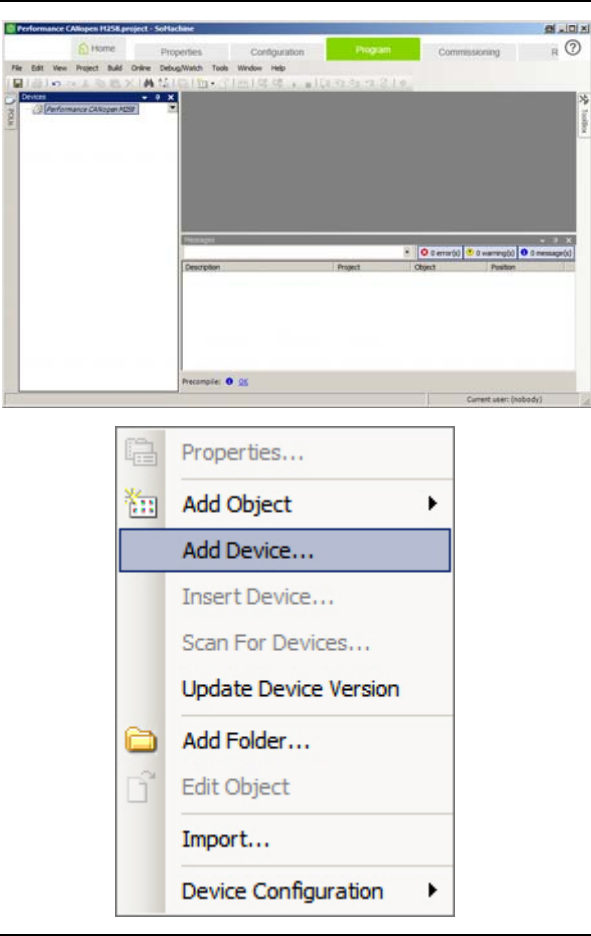 Performance CANopen M258.project - SoMachine
Home Properties Configuration Program Commissioning R ?
File Edit View Project Build Online Debug/Watch Tools Window Help
Devices
Performance CANopen M258
POUs
ToolBox
Messages
0 error(s) 0 warning(s) 0 message(s)
Description Project Object Position
Precompile: OK
Current user: (nobody)
Properties...
Add Object
Add Device...
Insert Device...
Scan For Devices...
Update Device Version
Add Folder...
Edit Object
Import...
Device Configuration